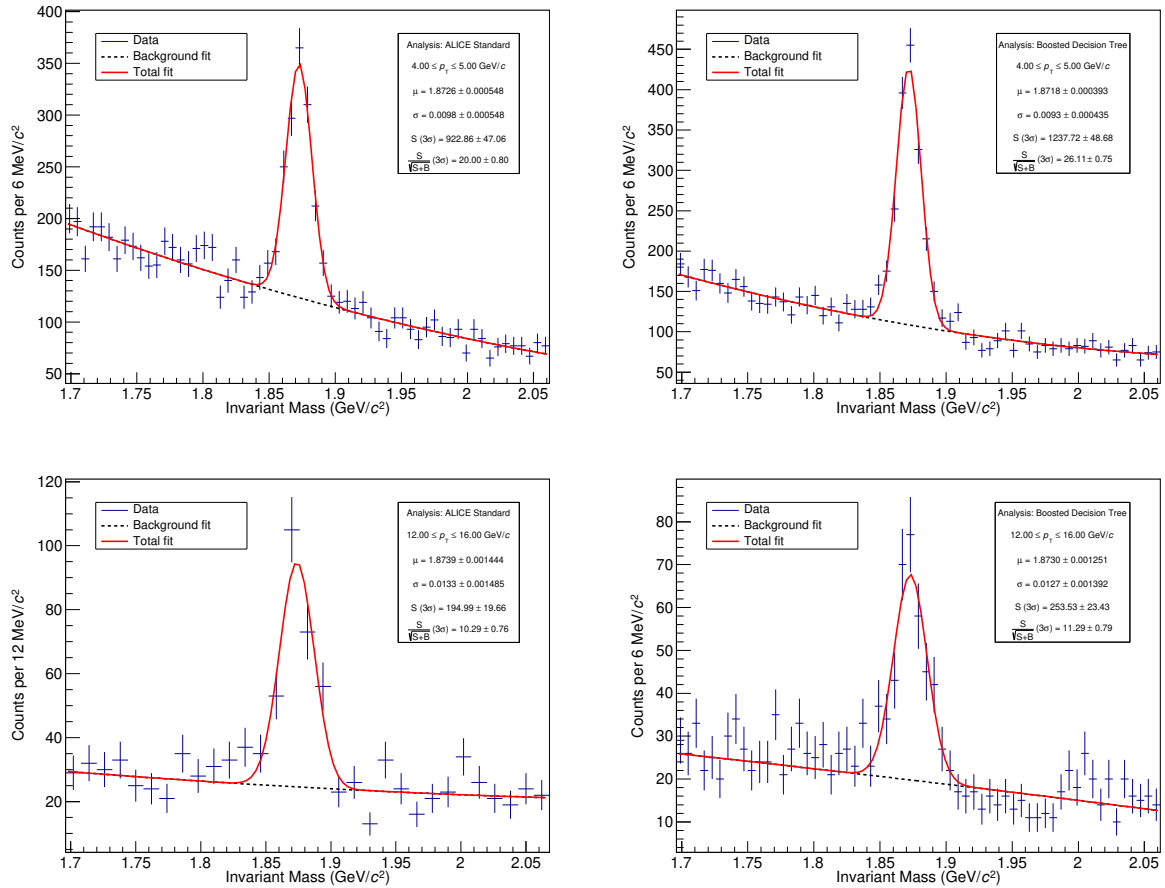 Counts per 6 MeV/c²
400
350
300
250
200
150
100
50
Data
Background fit
Total fit
Analysis: ALICE Standard
4.00 ≤ p_T ≤ 5.00 GeV/c
μ = 1.8726 ± 0.000548
σ = 0.0098 ± 0.000548
S (3σ) = 922.86 ± 47.06
S/√S+B (3σ) = 20.00 ± 0.80
1.7 1.75 1.8 1.85 1.9 1.95 2 2.05
Invariant Mass (GeV/c²)
Counts per 6 MeV/c²
450
400
350
300
250
200
150
100
50
Data
Background fit
Total fit
Analysis: Boosted Decision Tree
4.00 ≤ p_T ≤ 5.00 GeV/c
μ = 1.8718 ± 0.000393
σ = 0.0093 ± 0.000435
S (3σ) = 1237.72 ± 48.68
S/√S+B (3σ) = 26.11 ± 0.75
1.7 1.75 1.8 1.85 1.9 1.95 2 2.05
Invariant Mass (GeV/c²)
Counts per 12 MeV/c²
120
100
80
60
40
20
Data
Background fit
Total fit
Analysis: ALICE Standard
12.00 ≤ p_T ≤ 16.00 GeV/c
μ = 1.8739 ± 0.001444
σ = 0.0133 ± 0.001485
S (3σ) = 194.99 ± 19.66
S/√S+B (3σ) = 10.29 ± 0.76
1.7 1.75 1.8 1.85 1.9 1.95 2 2.05
Invariant Mass (GeV/c²)
Counts per 6 MeV/c²
80
70
60
50
40
30
20
10
Data
Background fit
Total fit
Analysis: Boosted Decision Tree
12.00 ≤ p_T ≤ 16.00 GeV/c
μ = 1.8730 ± 0.001251
σ = 0.0127 ± 0.001392
S (3σ) = 253.53 ± 23.43
S/√S+B (3σ) = 11.29 ± 0.79
1.7 1.75 1.8 1.85 1.9 1.95 2 2.05
Invariant Mass (GeV/c²)